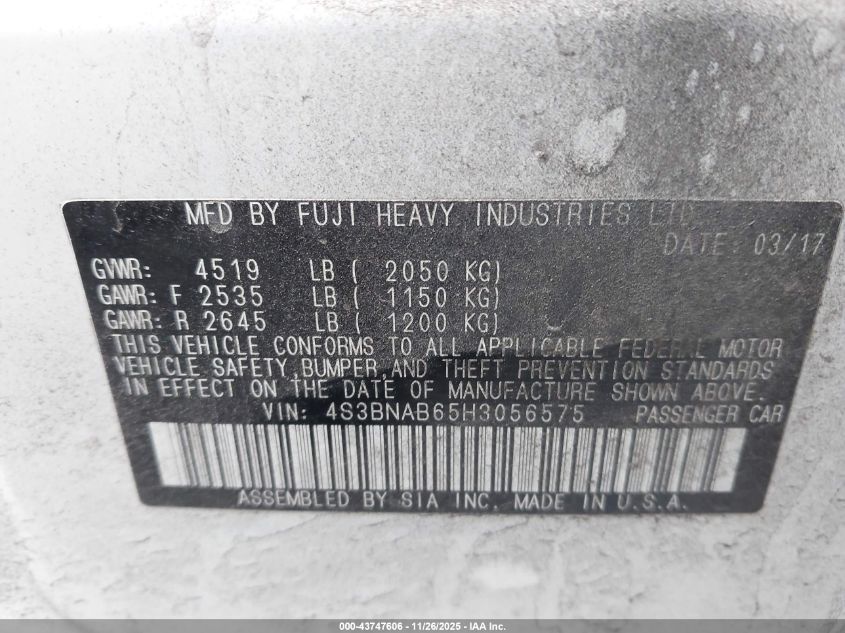 MFD BY FUJI HEAVY INDUSTRIES LTD
DATE: 03/17
GVWR: 4519 LB ( 2050 KG)
GAWR: F 2535 LB ( 1150 KG)
GAWR: R 2645 LB ( 1200 KG)
THIS VEHICLE CONFORMS TO ALL APPLICABLE FEDERAL MOTOR
VEHICLE SAFETY, BUMPER, AND THEFT PREVENTION STANDARDS
IN EFFECT ON THE DATE OF MANUFACTURE SHOWN ABOVE.
VIN: 4S3BNAB65H3056575 PASSENGER CAR
ASSEMBLED BY SIA INC. MADE IN U.S.A.
000-43747606 - 11/26/2025 - IAA Inc.